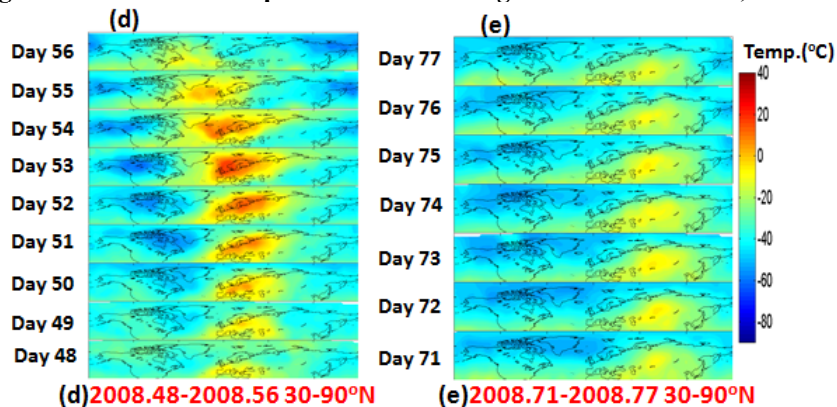 (d)
Day 56
Day 55
Day 54
Day 53
Day 52
Day 51
Day 50
Day 49
Day 48
(d)2008.48-2008.56 30-90°N
(e)
Day 77
Day 76
Day 75
Day 74
Day 73
Day 72
Day 71
(e)2008.71-2008.77 30-90°N
Temp.(°C)
40
20
0
-20
-40
-60
-80